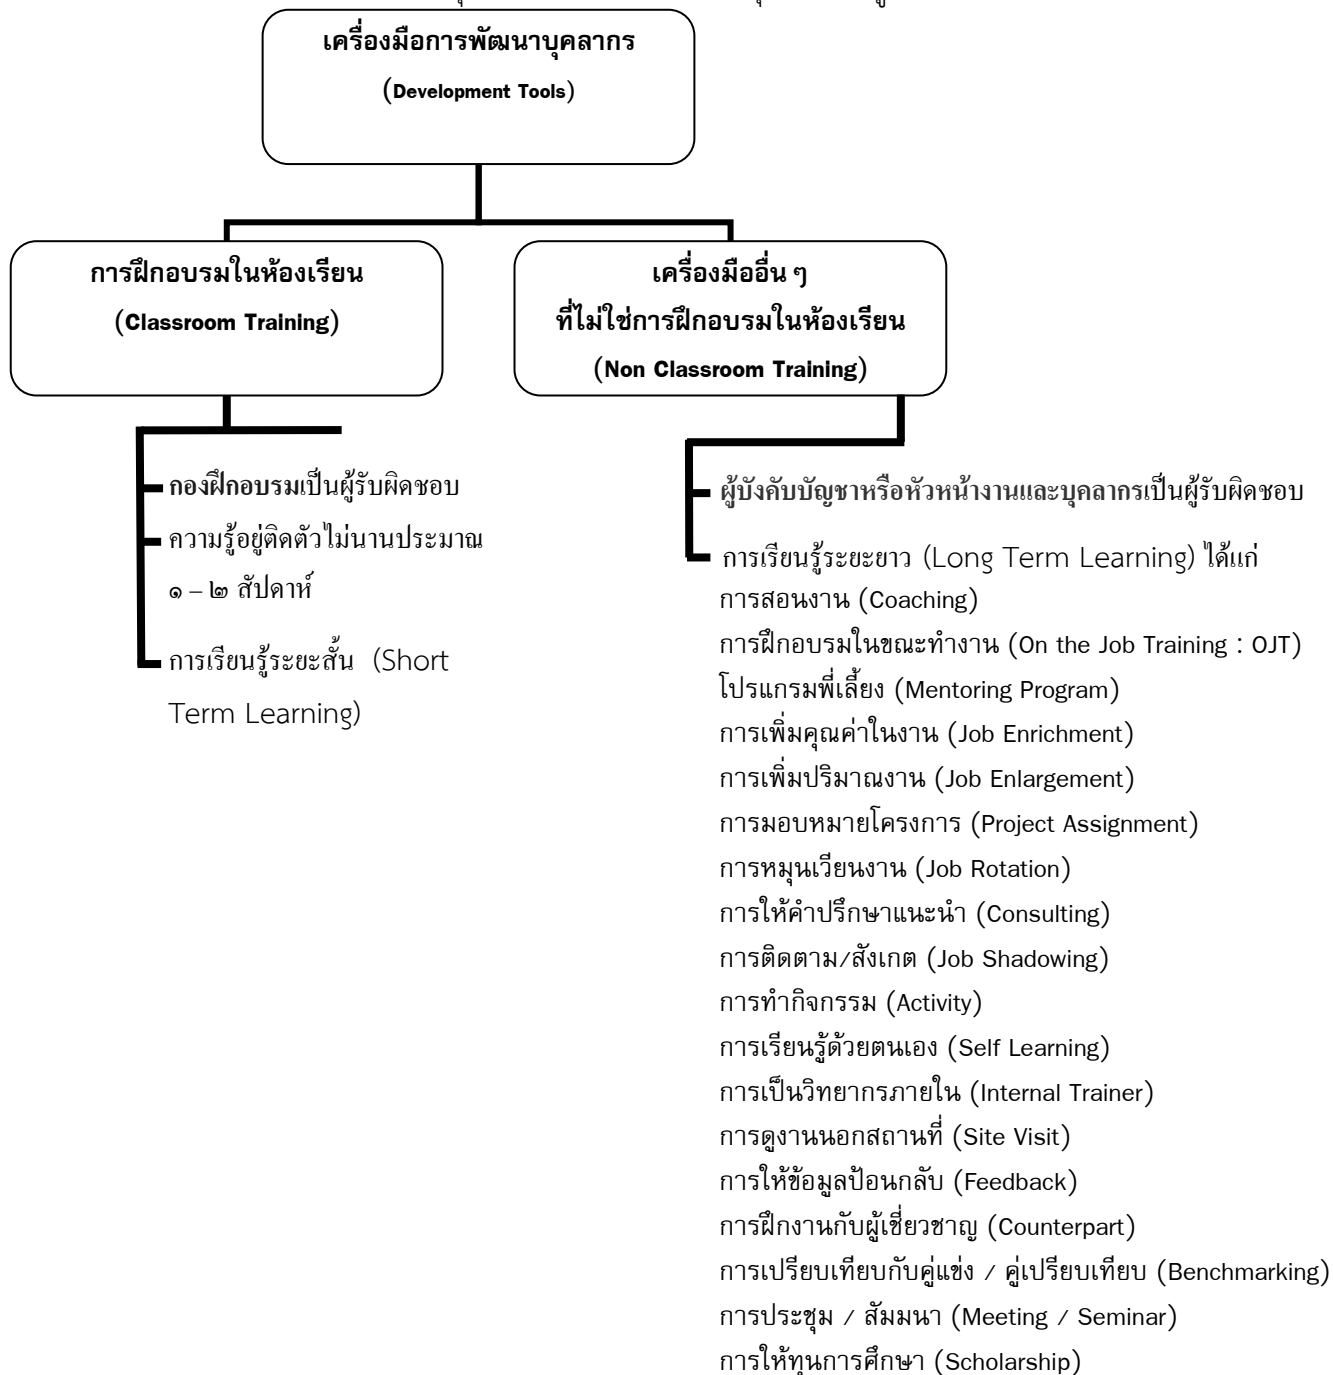 เครื่องมือการพัฒนาบุคลากร
(Development Tools)
การฝึกอบรมในห้องเรียน
(Classroom Training)
เครื่องมืออื่น ๆ
ที่ไม่ใช่การฝึกอบรมในห้องเรียน
(Non Classroom Training)
กองฝึกอบรมเป็นผู้รับผิดชอบ
ความรู้อยู่ติดตัวไม่นานประมาณ
๑ – ๒ สัปดาห์
การเรียนรู้ระยะสั้น (Short
Term Learning)
ผู้บังคับบัญชาหรือหัวหน้างานและบุคลากรเป็นผู้รับผิดชอบ
การเรียนรู้ระยะยาว (Long Term Learning) ได้แก่
การสอนงาน (Coaching)
การฝึกอบรมในขณะทำงาน (On the Job Training : OJT)
โปรแกรมพี่เลี้ยง (Mentoring Program)
การเพิ่มคุณค่าในงาน (Job Enrichment)
การเพิ่มปริมาณงาน (Job Enlargement)
การมอบหมายโครงการ (Project Assignment)
การหมุนเวียนงาน (Job Rotation)
การให้คำปรึกษาแนะนำ (Consulting)
การติดตาม/สังเกต (Job Shadowing)
การทำกิจกรรม (Activity)
การเรียนรู้ด้วยตนเอง (Self Learning)
การเป็นวิทยากรภายใน (Internal Trainer)
การดูงานนอกสถานที่ (Site Visit)
การให้ข้อมูลป้อนกลับ (Feedback)
การฝึกงานกับผู้เชี่ยวชาญ (Counterpart)
การเปรียบเทียบกับคู่แข่ง / คู่เปรียบเทียบ (Benchmarking)
การประชุม / สัมมนา (Meeting / Seminar)
การให้ทุนการศึกษา (Scholarship)